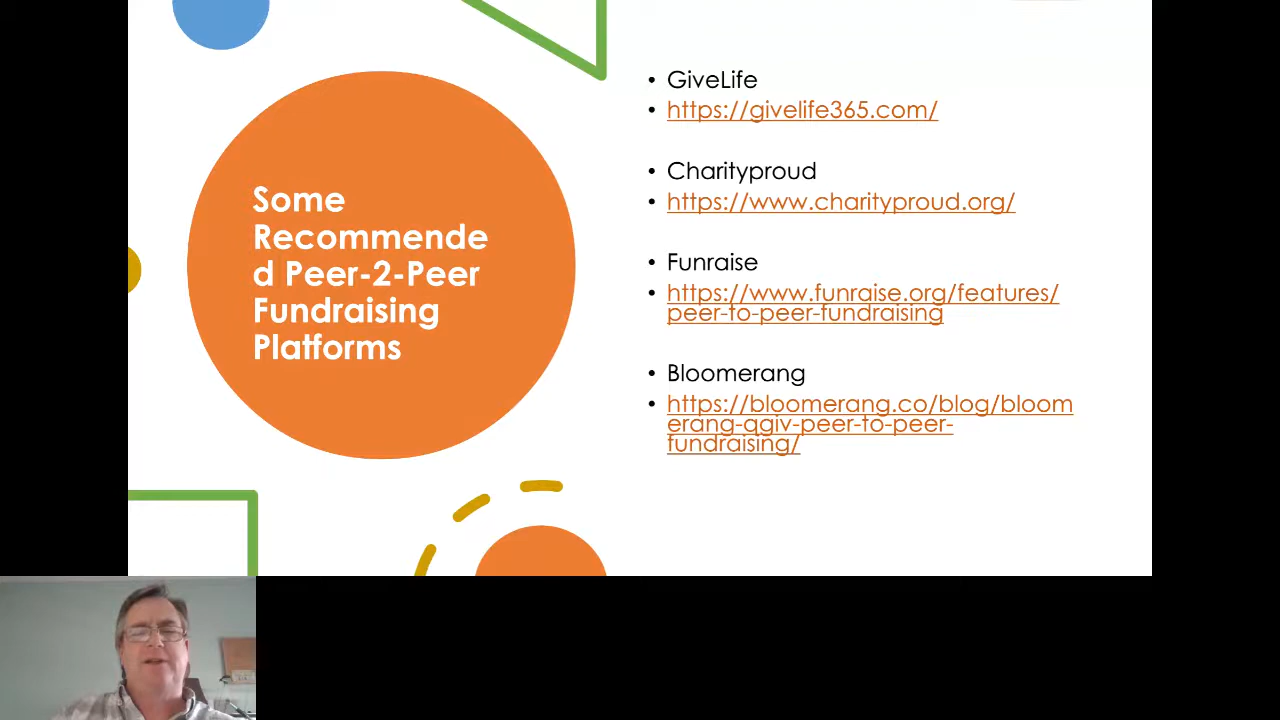 Some
Recommende
d Peer-2-Peer
Fundraising
Platforms
• GiveLife
• https://givelife365.com/
• Charityproud
• https://www.charityproud.org/
• Funraise
• https://www.funraise.org/features/
peer-to-peer-fundraising
• Bloomerang
• https://bloomerang.co/blog/bloom
erang-qgiv-peer-to-peer-
fundraising/